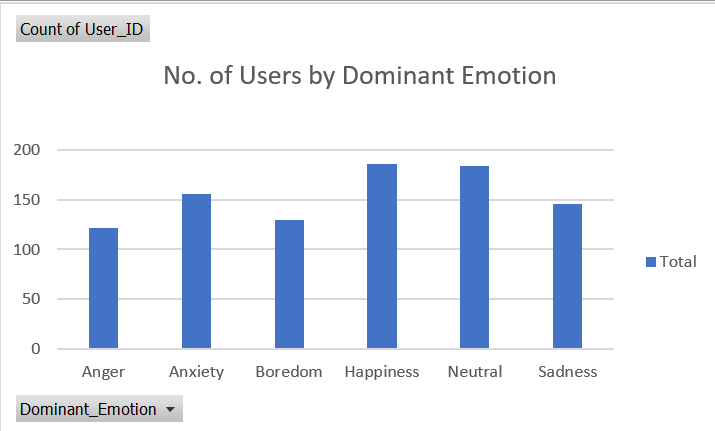 Count of User_ID
No. of Users by Dominant Emotion
200
150
100
50
0
Total
Anger Anxiety Boredom Happiness Neutral Sadness
Dominant_Emotion